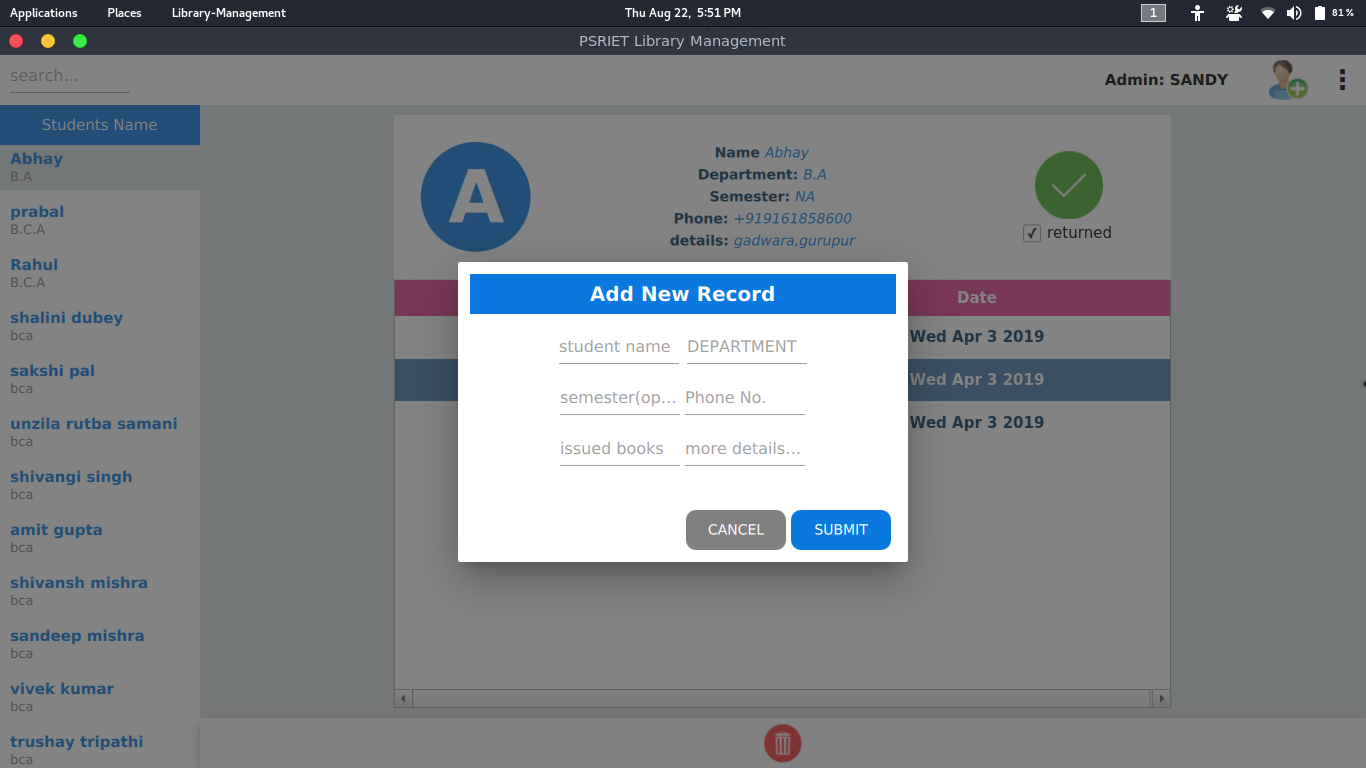 Applications Places Library-Management Thu Aug 22, 5:51 PM 1 81%
PSRIET Library Management
search...
Admin: SANDY
Students Name
Abhay
B.A
prabal
B.C.A
Rahul
B.C.A
shalini dubey
bca
sakshi pal
bca
unzila rutba samani
bca
shivangi singh
bca
amit gupta
bca
shivansh mishra
bca
sandeep mishra
bca
vivek kumar
bca
trushay tripathi
bca
A
Name Abhay
Department: B.A
Semester: NA
Phone: +919161858600
details: gadwara,gurupur
returned
Date
Wed Apr 3 2019
Wed Apr 3 2019
Wed Apr 3 2019
Add New Record
student name DEPARTMENT
semester(op... Phone No.
issued books more details...
CANCEL SUBMIT